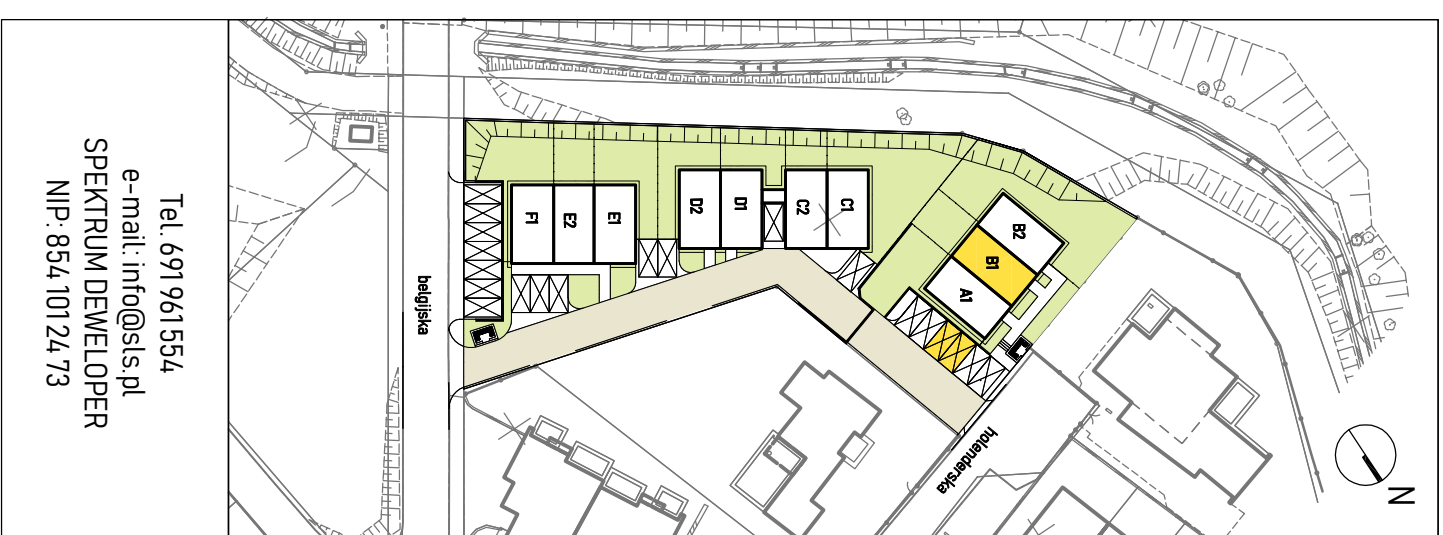 Tel. 691 961 554
e-mail: info@sls.pl
SPEKTRUM DEWELOPER
NIP: 854 101 24 73
belgijska
F1
E2
E1
D2
D1
C2
C1
B2
B1
A1
holenderska
N